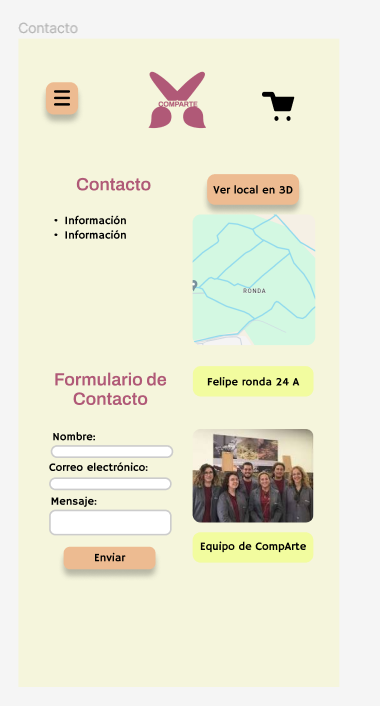 Contacto
COMPARTE
Contacto
Ver local en 3D
• Información
• Información
RONDA
Formulario de
Contacto
Felipe ronda 24 A
Nombre:
Correo electrónico:
Mensaje:
Enviar
Equipo de CompArte